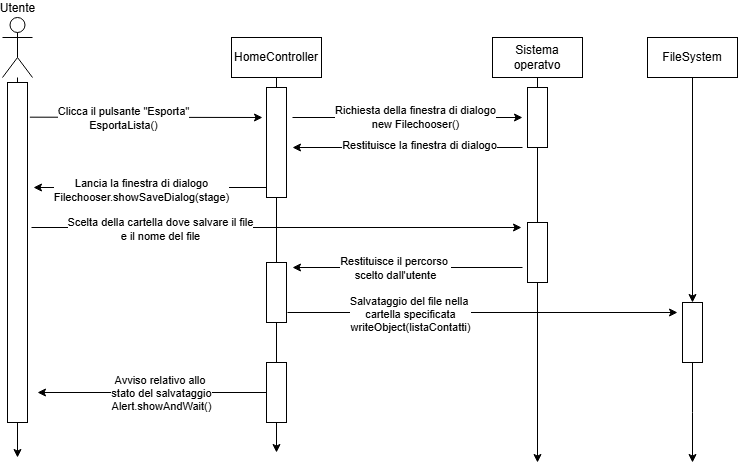 Utente
HomeController
Sistema
operatvo
FileSystem
Clicca il pulsante "Esporta"
EsportaLista()
Richiesta della finestra di dialogo
new Filechooser()
Restituisce la finestra di dialogo
Lancia la finestra di dialogo
Filechooser.showSaveDialog(stage)
Scelta della cartella dove salvare il file
e il nome del file
Restituisce il percorso
scelto dall'utente
Salvataggio del file nella
cartella specificata
writeObject(listaContatti)
Avviso relativo allo
stato del salvataggio
Alert.showAndWait()